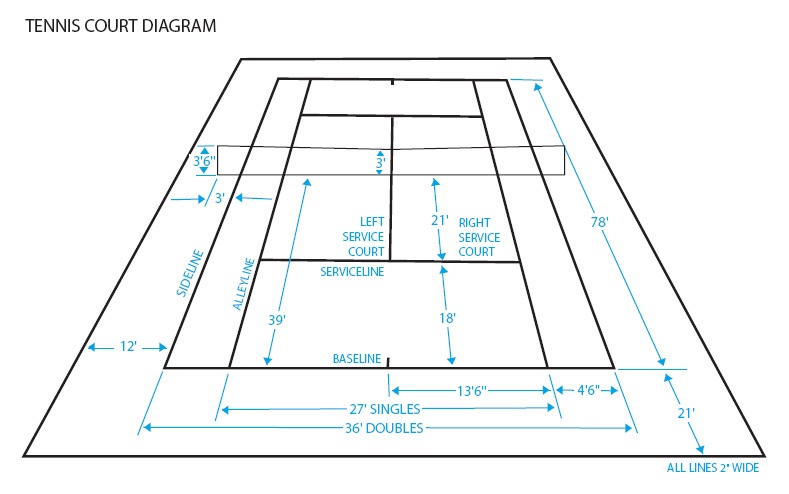 TENNIS COURT DIAGRAM
3'6"
3'
3'
LEFT
SERVICE
COURT
21'
RIGHT
SERVICE
COURT
78'
SIDELINE
ALLEYLINE
SERVICELINE
39'
18'
12'
BASELINE
13'6"
4'6"
27' SINGLES
36' DOUBLES
21'
ALL LINES 2" WIDE